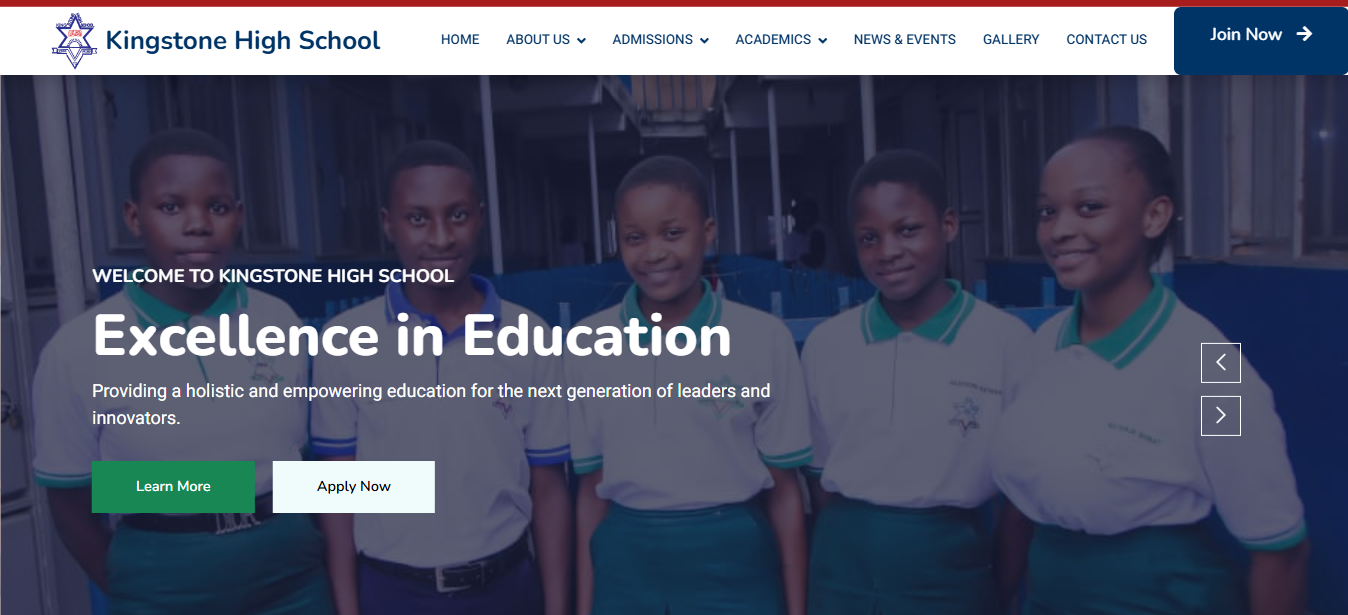 Kingstone High School
HOME
ABOUT US
ADMISSIONS
ACADEMICS
NEWS & EVENTS
GALLERY
CONTACT US
Join Now
WELCOME TO KINGSTONE HIGH SCHOOL
Excellence in Education
Providing a holistic and empowering education for the next generation of leaders and
innovators.
Learn More
Apply Now